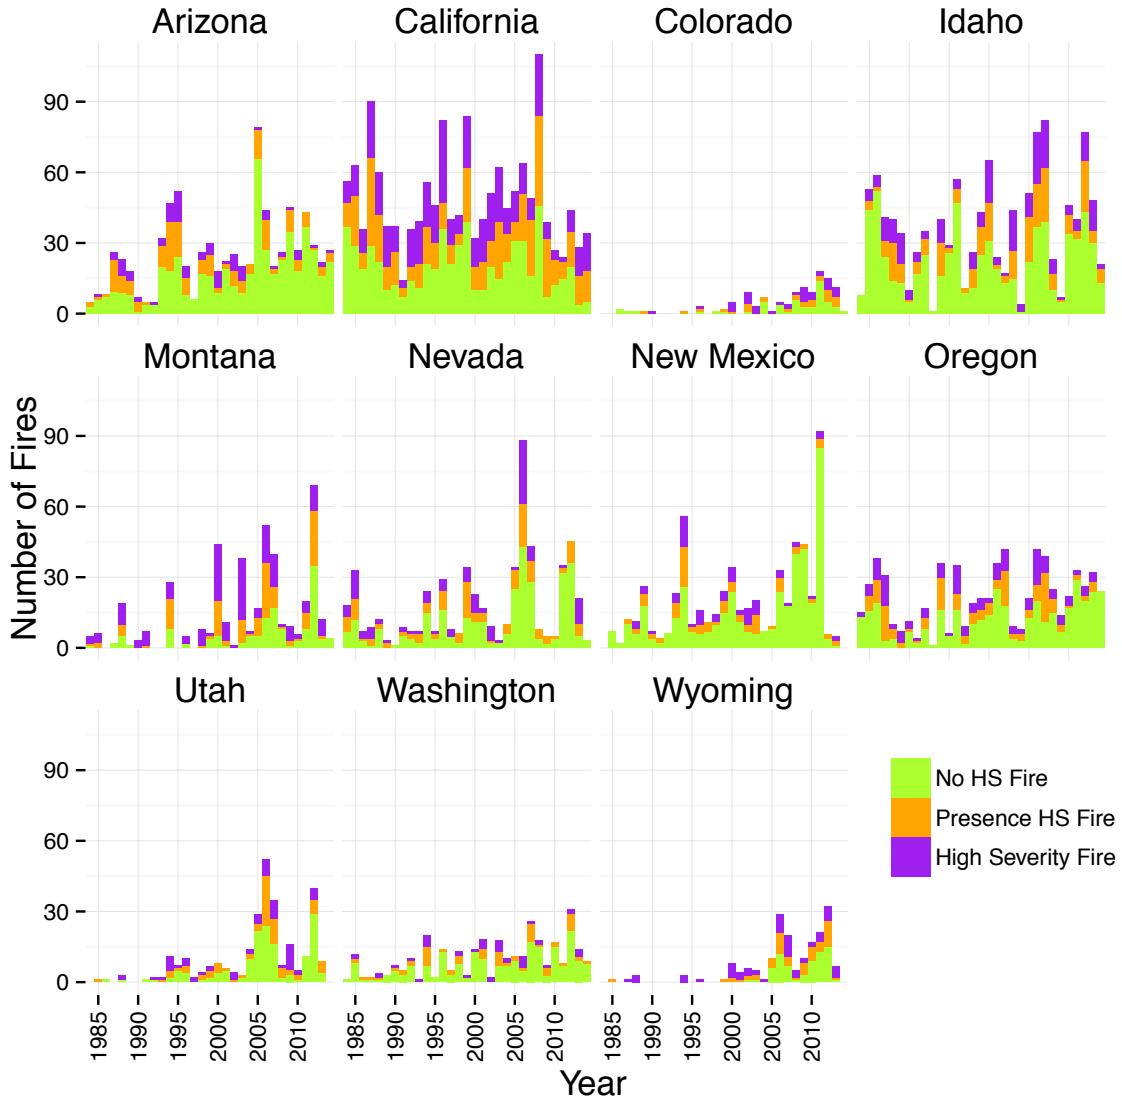 Arizona California Colorado Idaho
90
60
30
0
Montana Nevada New Mexico Oregon
90
60
30
0
Number of Fires
Utah Washington Wyoming
90
60
30
0
No HS Fire
Presence HS Fire
High Severity Fire
1985 1990 1995 2000 2005 2010 1985 1990 1995 2000 2005 2010 1985 1990 1995 2000 2005 2010
Year